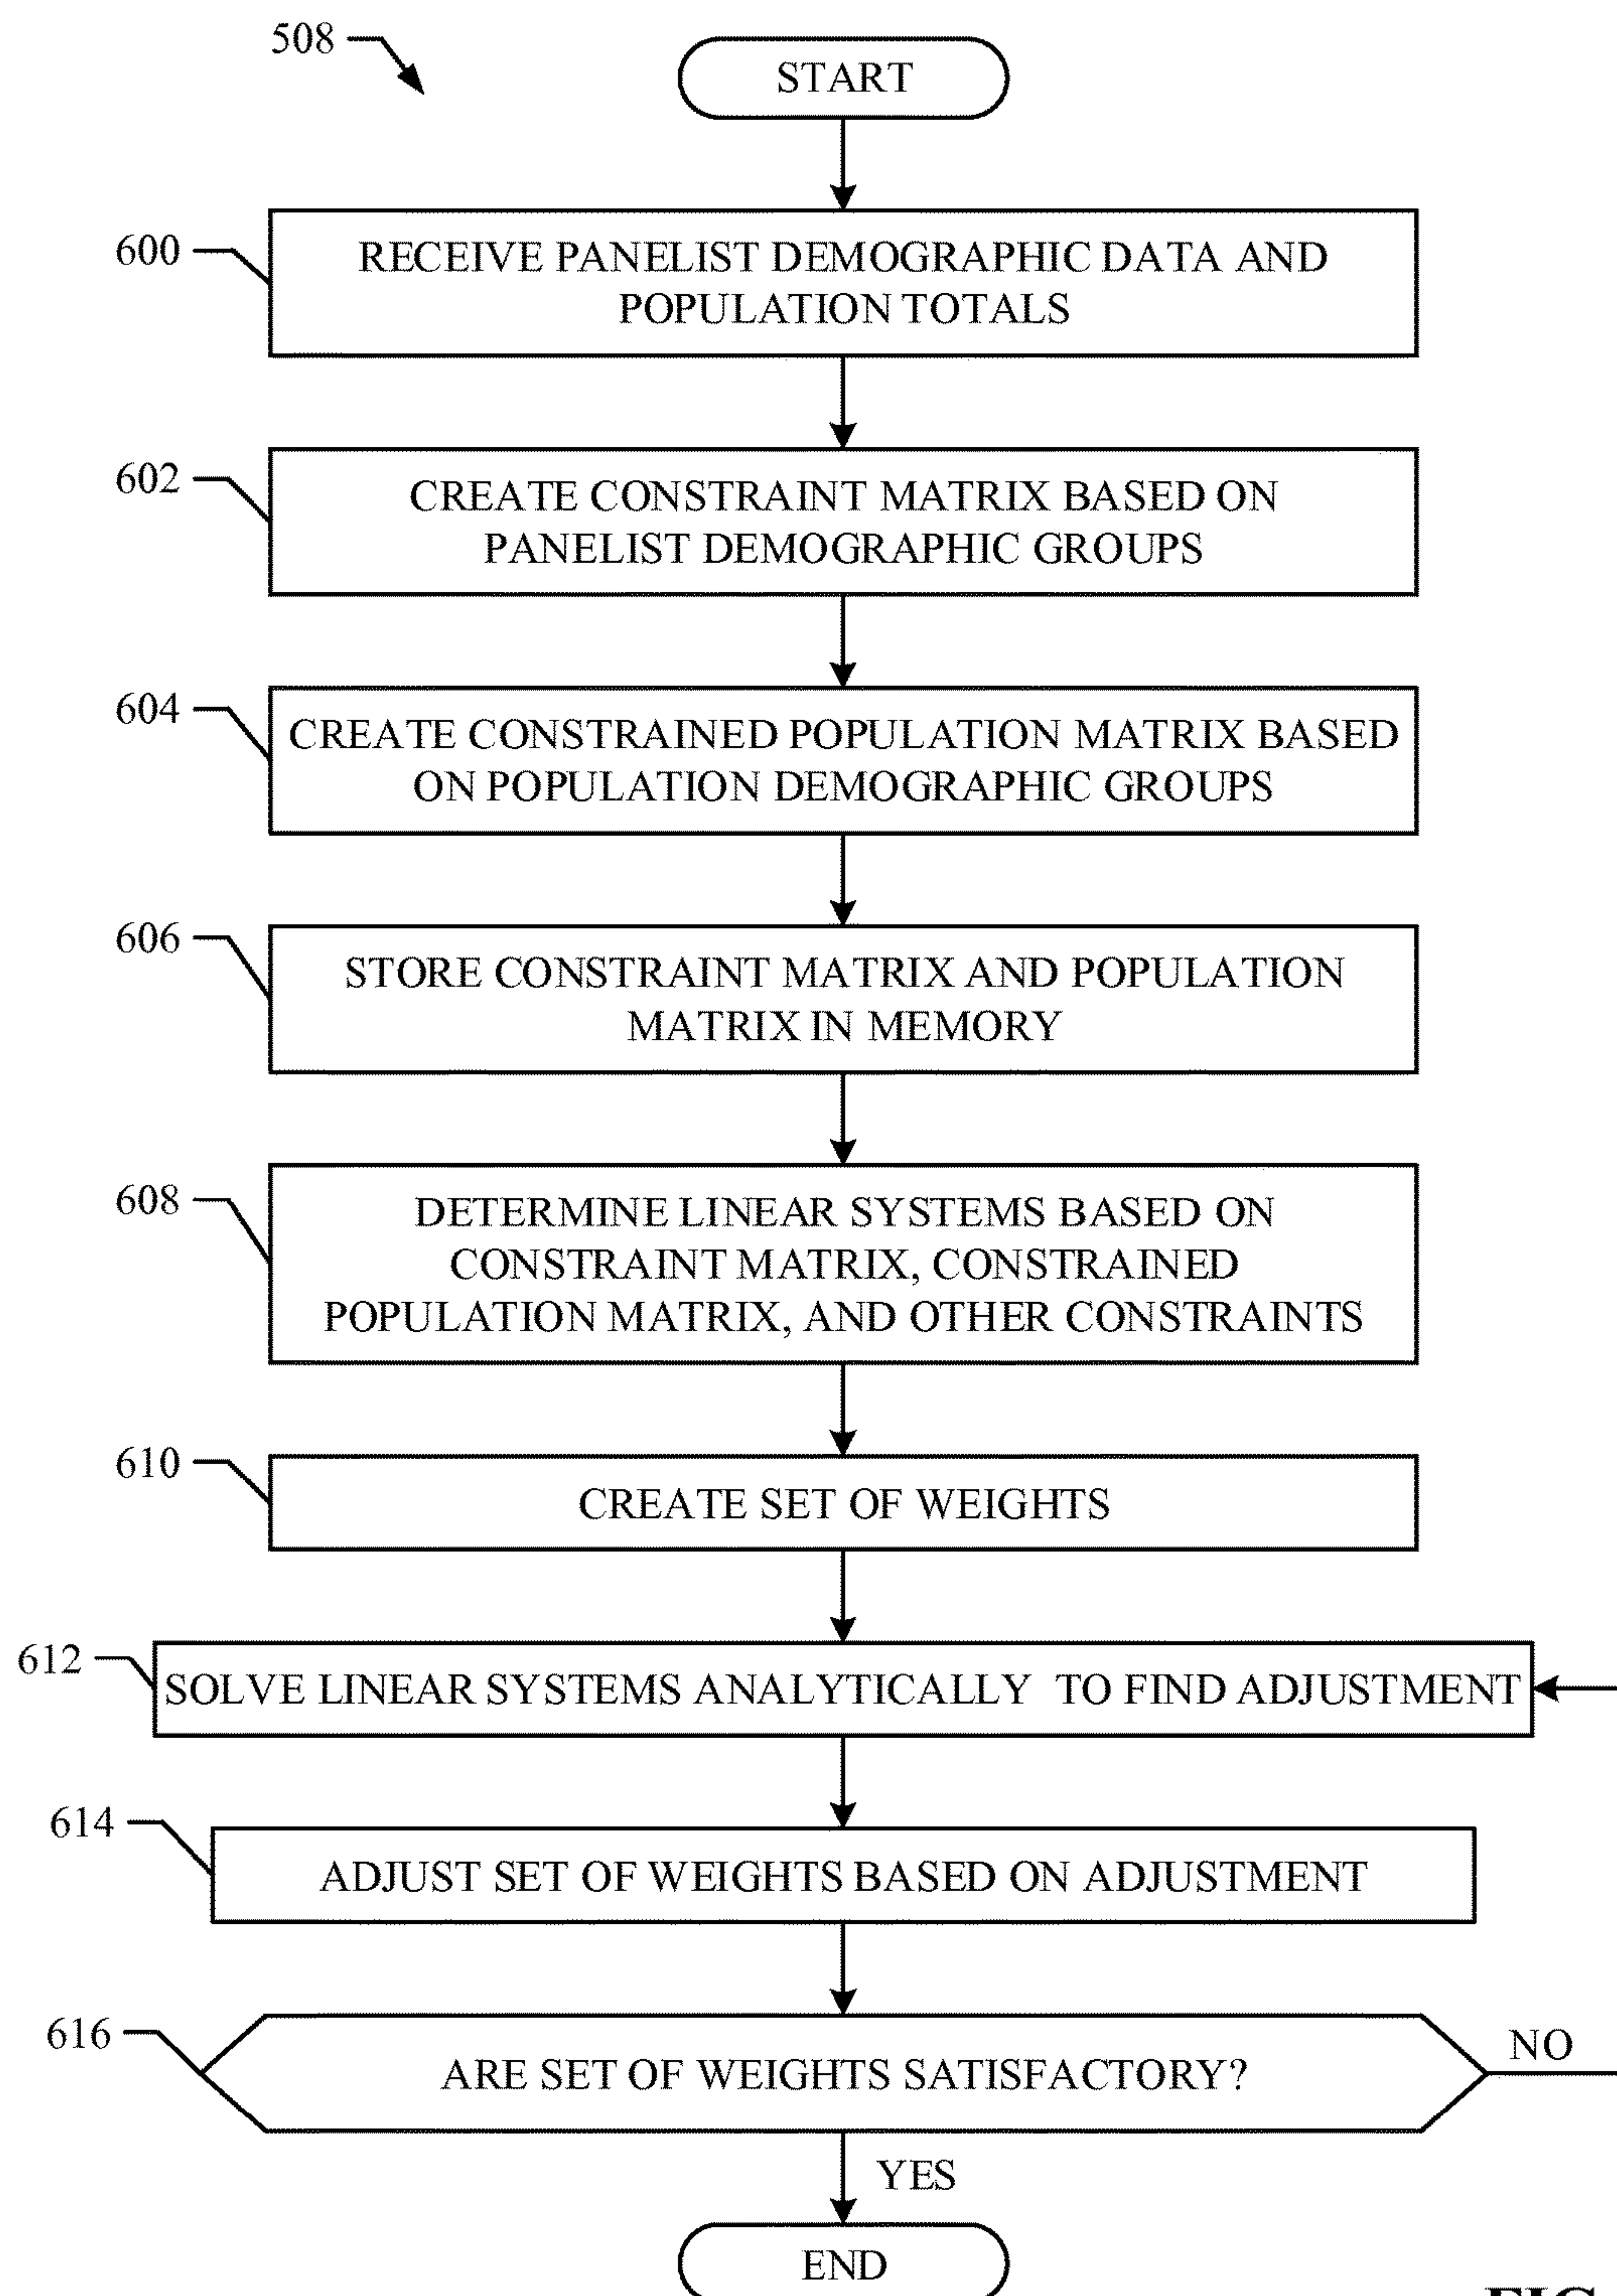 508
START
600
RECEIVE PANELIST DEMOGRAPHIC DATA AND
POPULATION TOTALS
602
CREATE CONSTRAINT MATRIX BASED ON
PANELIST DEMOGRAPHIC GROUPS
604
CREATE CONSTRAINED POPULATION MATRIX BASED
ON POPULATION DEMOGRAPHIC GROUPS
606
STORE CONSTRAINT MATRIX AND POPULATION
MATRIX IN MEMORY
608
DETERMINE LINEAR SYSTEMS BASED ON
CONSTRAINT MATRIX, CONSTRAINED
POPULATION MATRIX, AND OTHER CONSTRAINTS
610
CREATE SET OF WEIGHTS
612
SOLVE LINEAR SYSTEMS ANALYTICALLY TO FIND ADJUSTMENT
614
ADJUST SET OF WEIGHTS BASED ON ADJUSTMENT
616
ARE SET OF WEIGHTS SATISFACTORY?
NO
YES
END